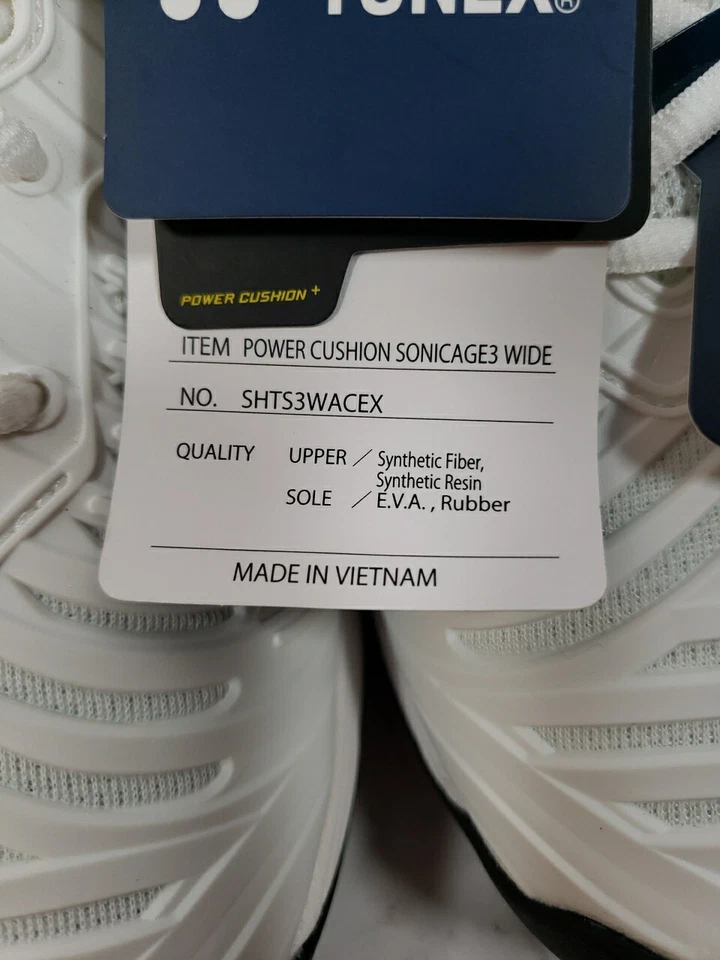 YONEX®
POWER CUSHION +
ITEM POWER CUSHION SONICAGE3 WIDE
NO. SHTS3WACEX
QUALITY UPPER / Synthetic Fiber,
Synthetic Resin
SOLE / E.V.A. , Rubber
MADE IN VIETNAM